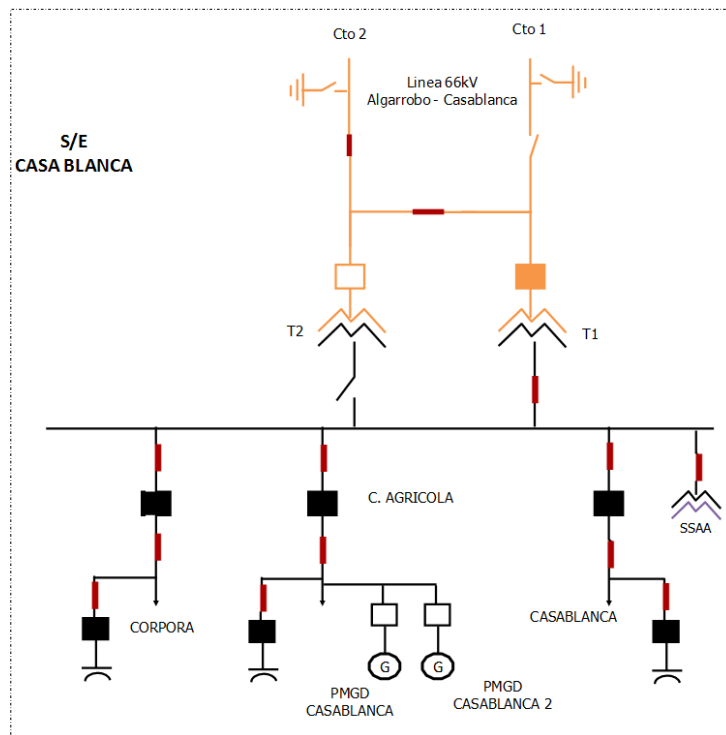 Cto 2
Cto 1
Linea 66kV
Algarrobo - Casablanca
S/E
CASA BLANCA
T2
T1
C. AGRICOLA
SSAA
CORPORA
CASABLANCA
G
G
PMGD
CASABLANCA
PMGD
CASABLANCA 2